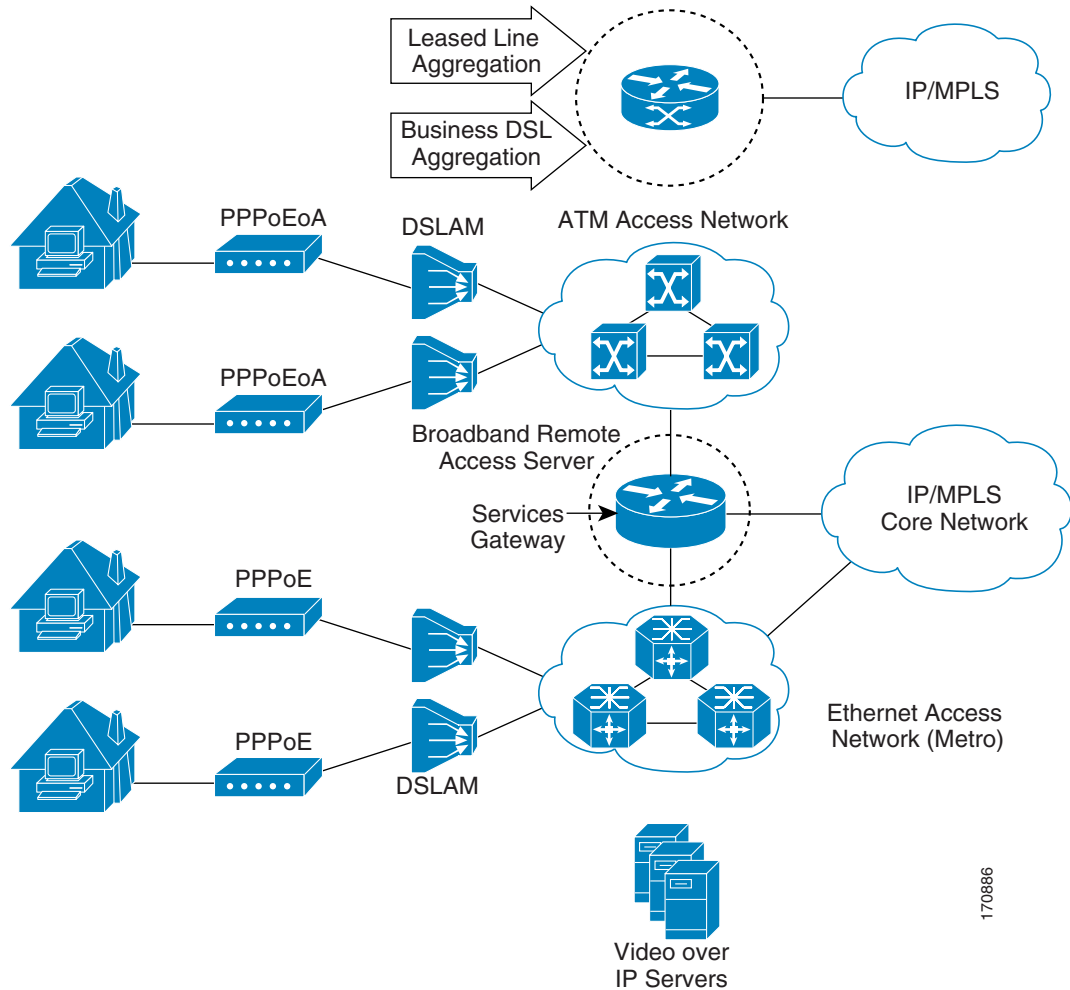 Leased Line
Aggregation
IP/MPLS
Business DSL
Aggregation
PPPoEoA
DSLAM
ATM Access Network
PPPoEoA
Broadband Remote
Access Server
Services
Gateway
IP/MPLS
Core Network
PPPoE
PPPoE
DSLAM
Ethernet Access
Network (Metro)
Video over
IP Servers
170886